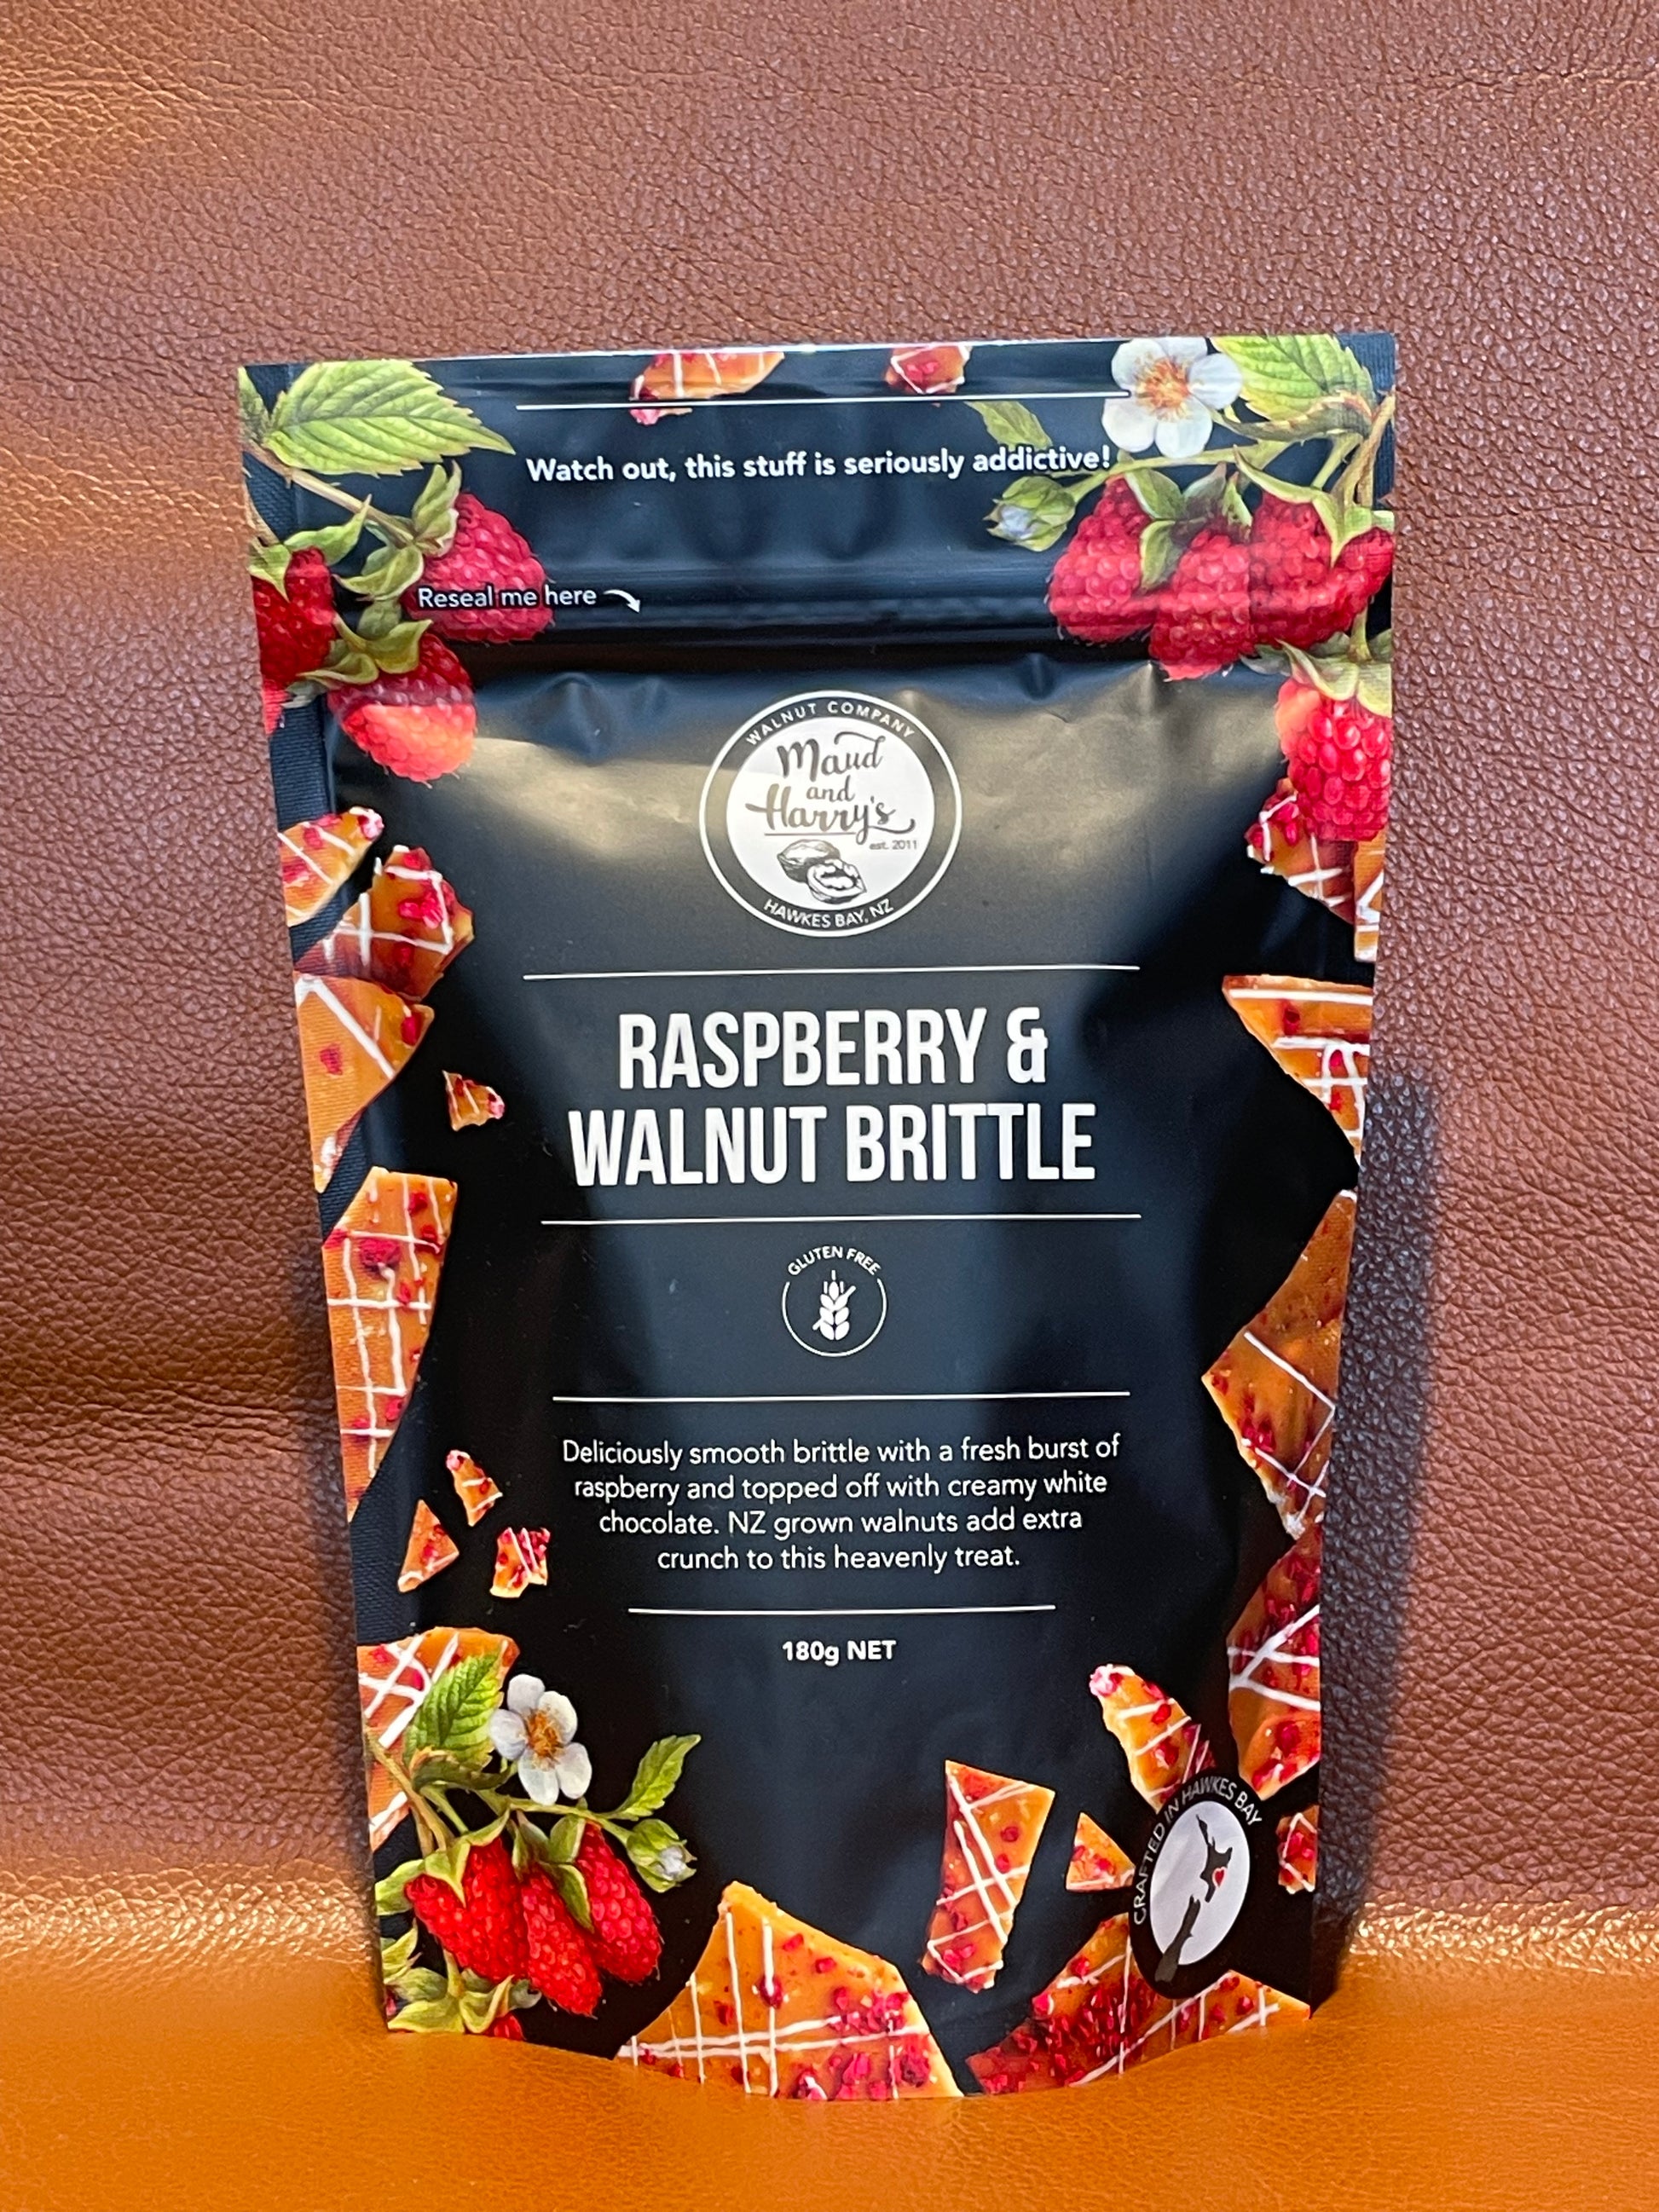 Watch out, this stuff is seriously addictive!
Reseal me here
WALNUT COMPANY
Maud
and
Harry's
est. 2011
HAWKES BAY, NZ
RASPBERRY &
WALNUT BRITTLE
GLUTEN FREE
Deliciously smooth brittle with a fresh burst of
raspberry and topped off with creamy white
chocolate. NZ grown walnuts add extra
crunch to this heavenly treat.
180g NET
CRAFTED IN HAWKES BAY